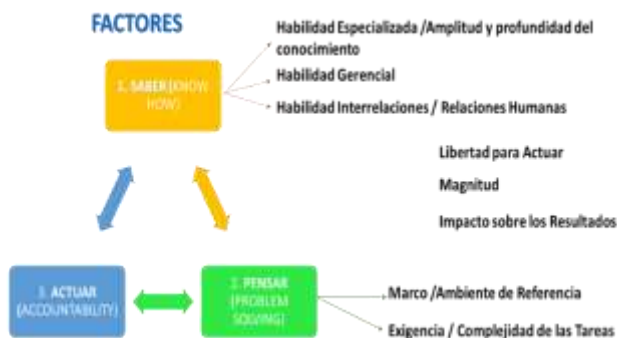 FACTORES
Habilidad Especializada /Amplitud y profundidad del
conocimiento
1. SABER (KNOW
HOW)
Habilidad Gerencial
Habilidad Interrelaciones / Relaciones Humanas
Libertad para Actuar
Magnitud
Impacto sobre los Resultados
3. ACTUAR
(ACCOUNTABILITY)
2. PENSAR
(PROBLEM
SOLVING)
Marco /Ambiente de Referencia
Exigencia / Complejidad de las Tareas